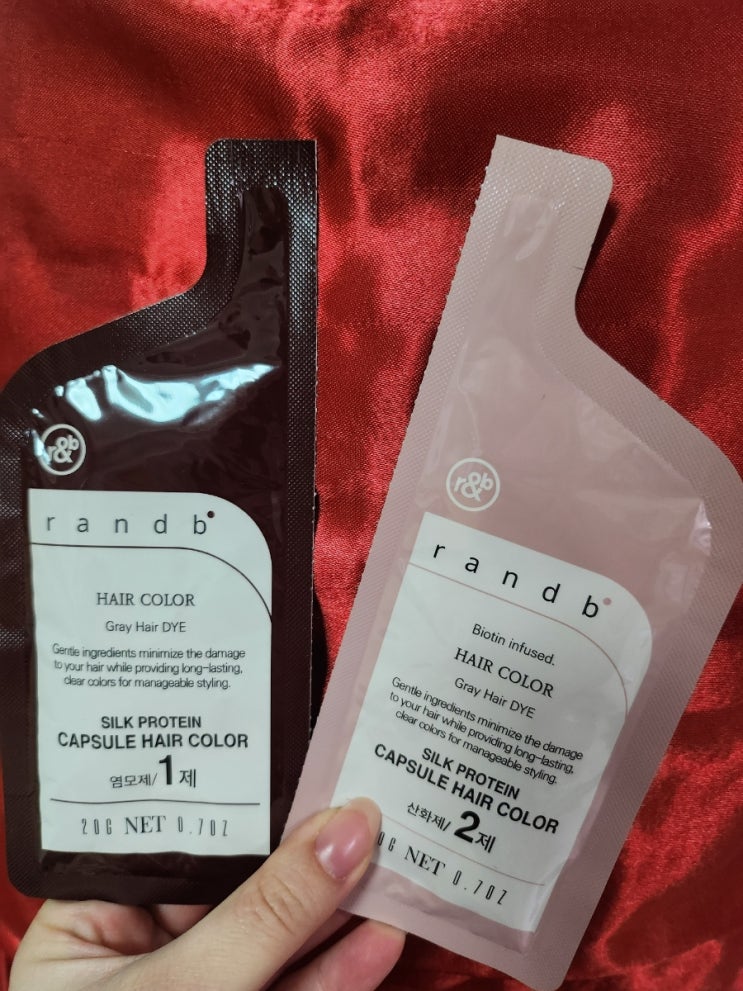 r&b
randb
HAIR COLOR
Gray Hair DYE
Gentle ingredients minimize the damage
to your hair while providing long-lasting,
clear colors for manageable styling.
SILK PROTEIN
CAPSULE HAIR COLOR
염모제/1제
20G NET 0.7OZ
r&b
randb
Biotin infused.
HAIR COLOR
Gray Hair DYE
Gentle ingredients minimize the damage
to your hair while providing long-lasting,
clear colors for manageable styling.
SILK PROTEIN
CAPSULE HAIR COLOR
산화제/2제
0G NET 0.7OZ